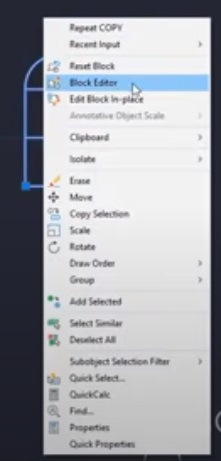 Repeat COPY
Recent Input
Reset Block
Block Editor
Edit Block In-place
Annotative Object Scale
Clipboard
Isolate
Erase
Move
Copy Selection
Scale
Rotate
Draw Order
Group
Add Selected
Select Similar
Deselect All
Subobject Selection Filter
Quick Select...
QuickCalc
Find...
Properties
Quick Properties